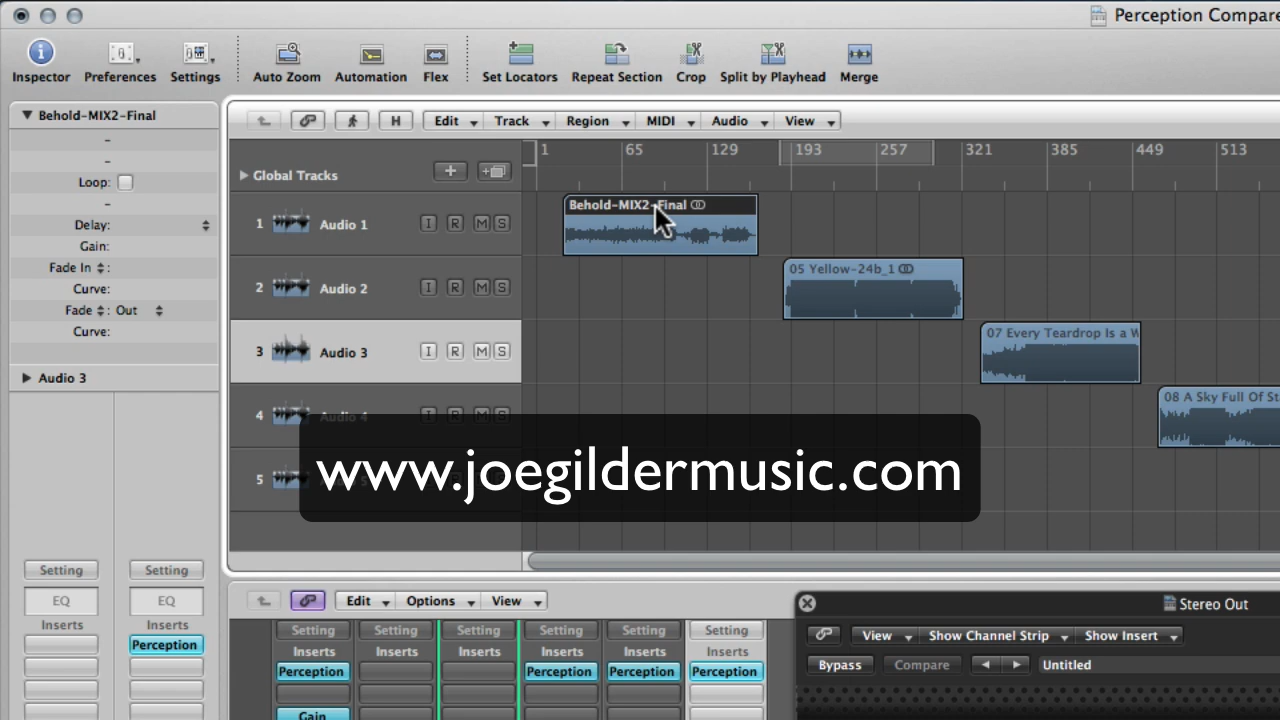 Perception Compare
Inspector Preferences Settings Auto Zoom Automation Flex Set Locators Repeat Section Crop Split by Playhead Merge
Behold-MIX2-Final
Edit Track Region MIDI Audio View
-
-
Loop:
-
Delay:
Gain:
Fade In :
Curve:
Fade : Out
Curve:
Audio 3
1 65 129 193 257 321 385 449 513
Global Tracks
1 Audio 1 I R M S
Behold-MIX2-Final
2 Audio 2 I R M S
05 Yellow-24b_1
3 Audio 3 I R M S
07 Every Teardrop Is a W
4 Audio 4 I R M S
08 A Sky Full Of St
5
www.joegildermusic.com
Setting Setting
EQ EQ
Inserts Inserts
Perception
Edit Options View
Setting Setting Setting Setting Setting Setting
Inserts Inserts Inserts Inserts Inserts Inserts
Perception Perception Perception Perception
Gain
Stereo Out
View Show Channel Strip Show Insert
Bypass Compare Untitled